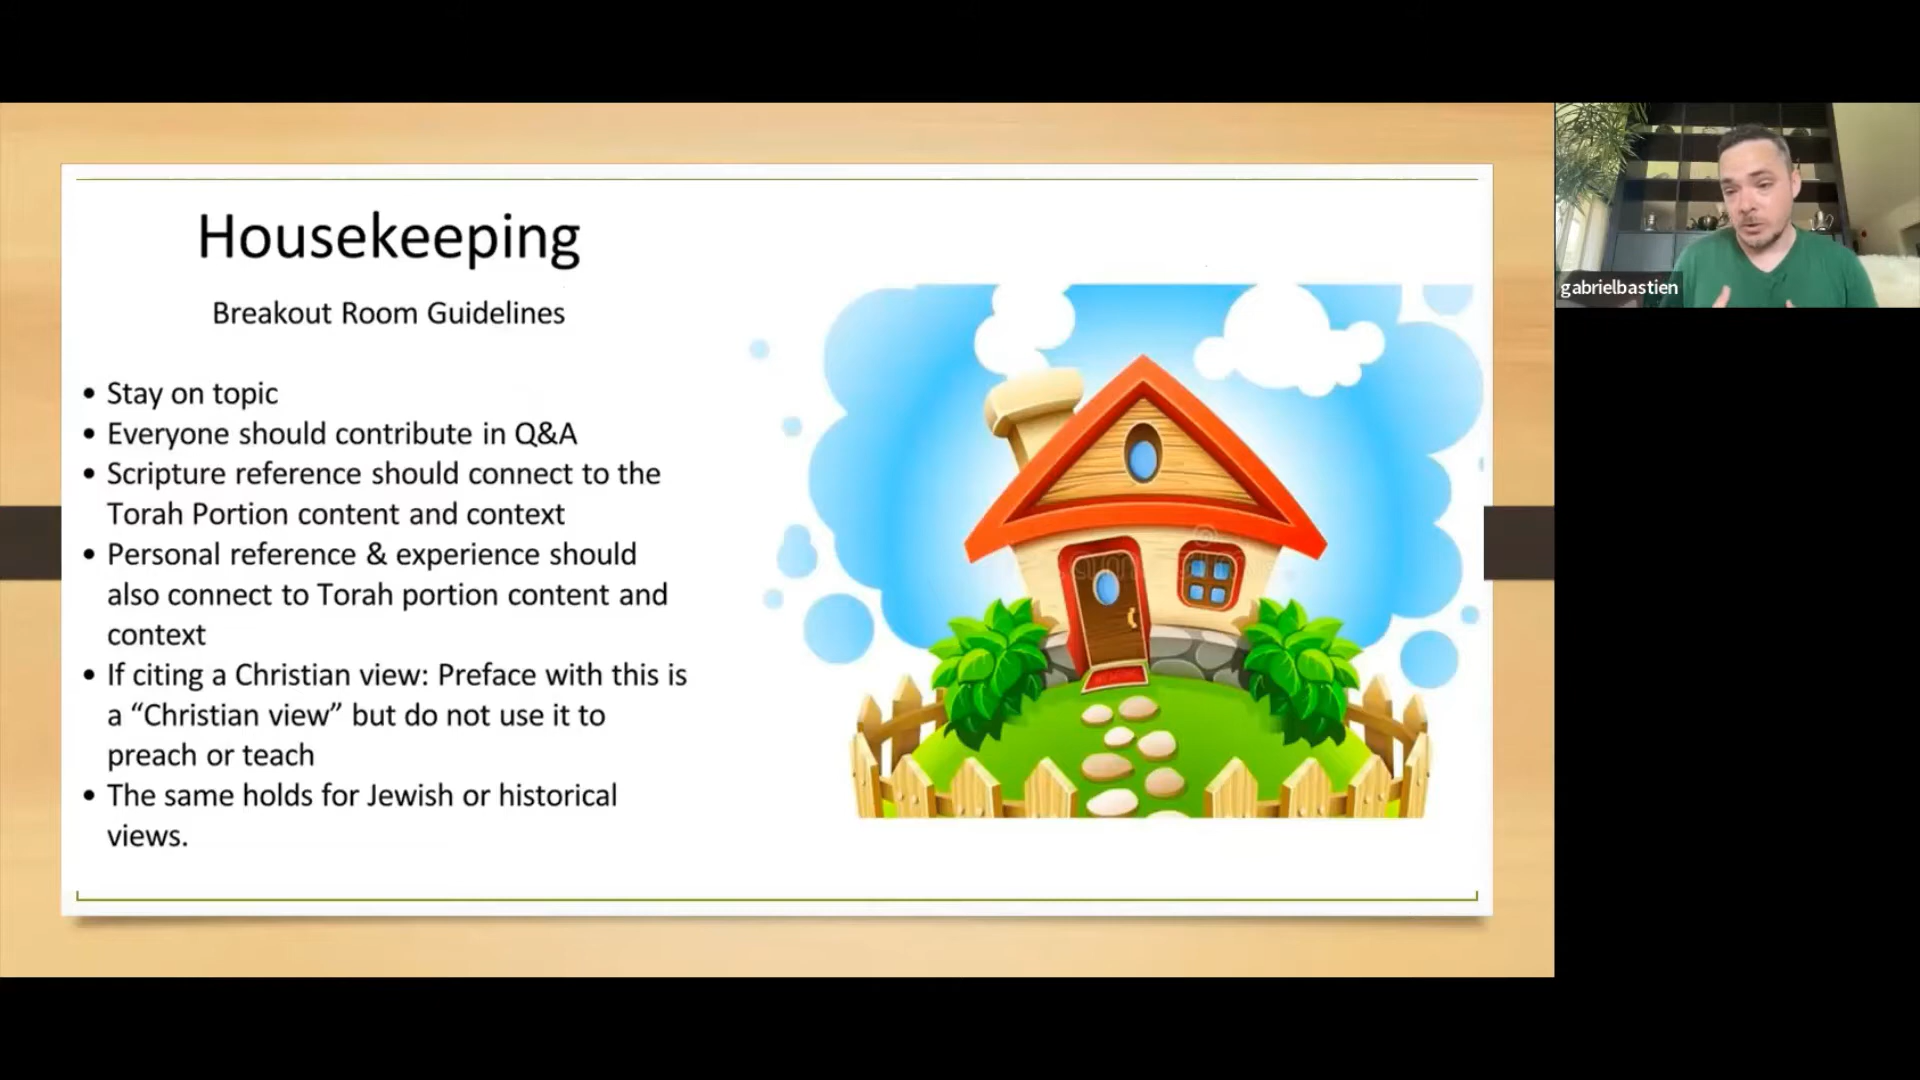 Housekeeping
Breakout Room Guidelines
• Stay on topic
• Everyone should contribute in Q&A
• Scripture reference should connect to the
Torah Portion content and context
• Personal reference & experience should
also connect to Torah portion content and
context
• If citing a Christian view: Preface with this is
a “Christian view” but do not use it to
preach or teach
• The same holds for Jewish or historical
views.
gabrielbastien